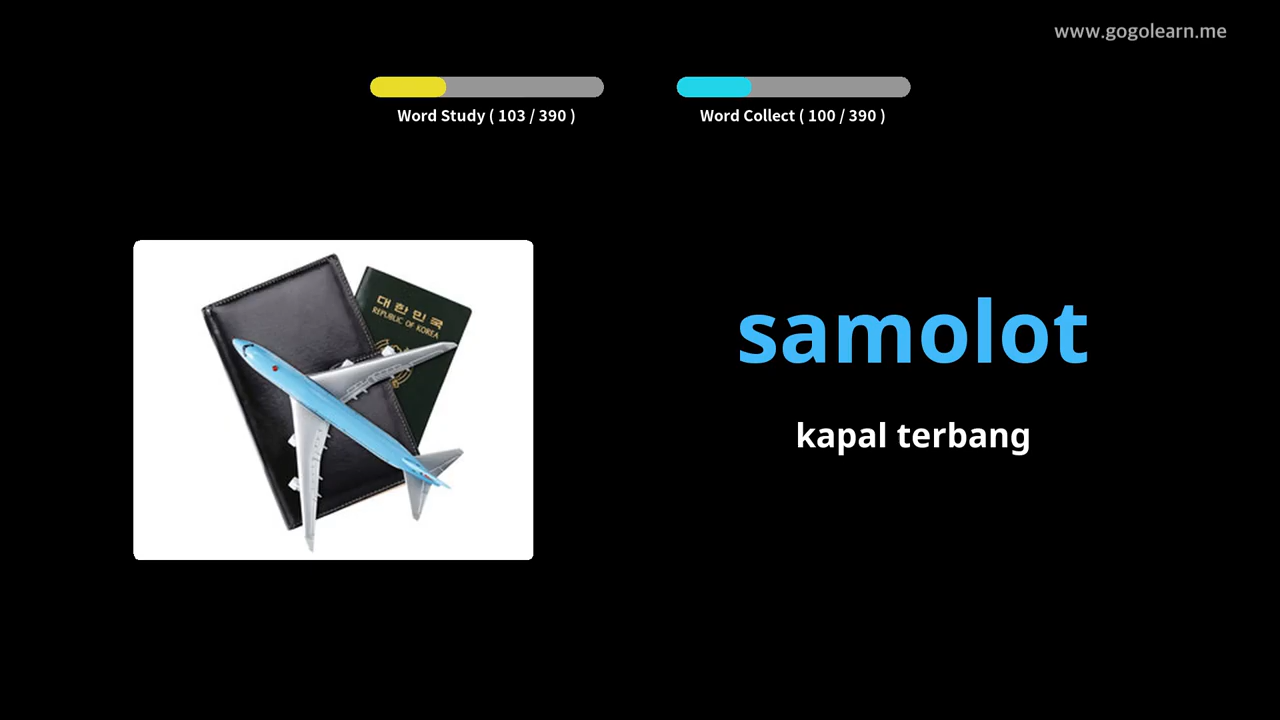 www.gogolearn.me
Word Study ( 103 / 390 )
Word Collect ( 100 / 390 )
대한민국
REPUBLIC OF KOREA
samolot
kapal terbang